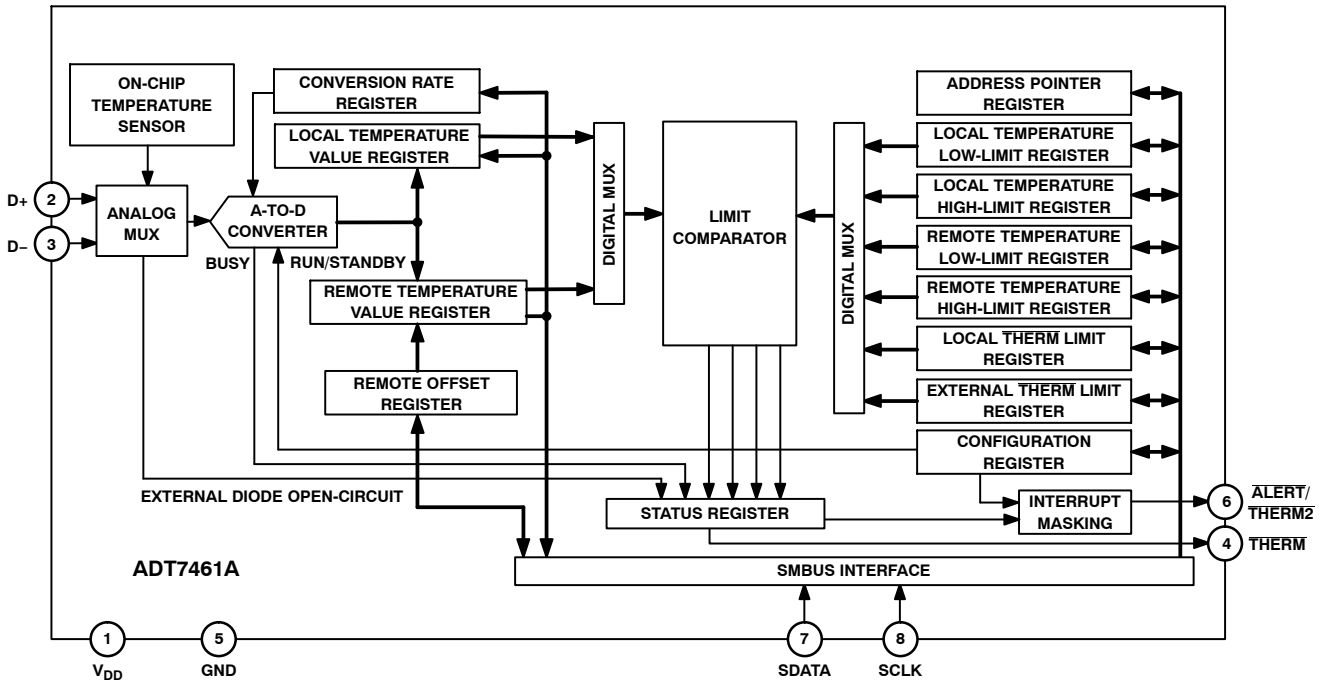 ON-CHIP
TEMPERATURE
SENSOR
CONVERSION RATE
REGISTER
LOCAL TEMPERATURE
VALUE REGISTER
D+
2
D−
3
ANALOG
MUX
A-TO-D
CONVERTER
BUSY
RUN/STANDBY
REMOTE TEMPERATURE
VALUE REGISTER
REMOTE OFFSET
REGISTER
DIGITAL MUX
LIMIT
COMPARATOR
DIGITAL MUX
ADDRESS POINTER
REGISTER
LOCAL TEMPERATURE
LOW-LIMIT REGISTER
LOCAL TEMPERATURE
HIGH-LIMIT REGISTER
REMOTE TEMPERATURE
LOW-LIMIT REGISTER
REMOTE TEMPERATURE
HIGH-LIMIT REGISTER
LOCAL THERM LIMIT
REGISTER
EXTERNAL THERM LIMIT
REGISTER
CONFIGURATION
REGISTER
EXTERNAL DIODE OPEN-CIRCUIT
STATUS REGISTER
INTERRUPT
MASKING
6
ALERT/
THERM2
4
THERM
ADT7461A
SMBUS INTERFACE
1
VDD
5
GND
7
SDATA
8
SCLK